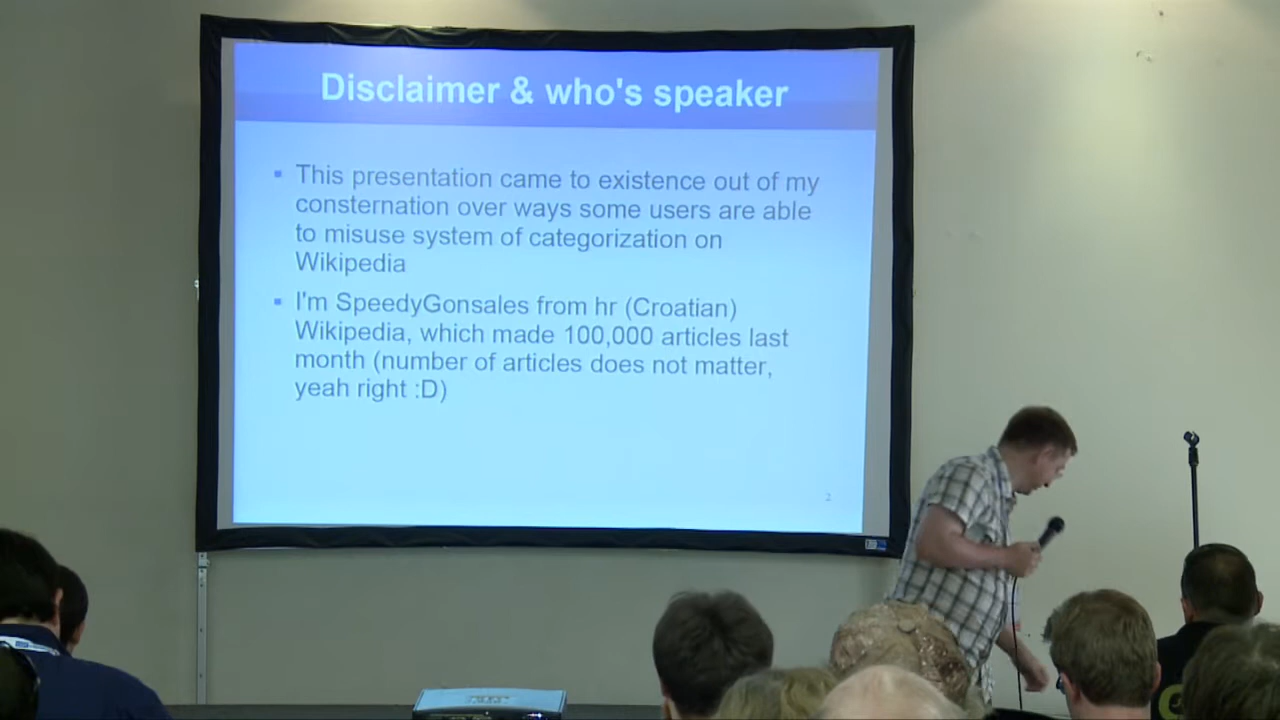 Disclaimer & who's speaker
This presentation came to existence out of my
consternation over ways some users are able
to misuse system of categorization on
Wikipedia
I'm SpeedyGonsales from hr (Croatian)
Wikipedia, which made 100,000 articles last
month (number of articles does not matter,
yeah right :D)
2